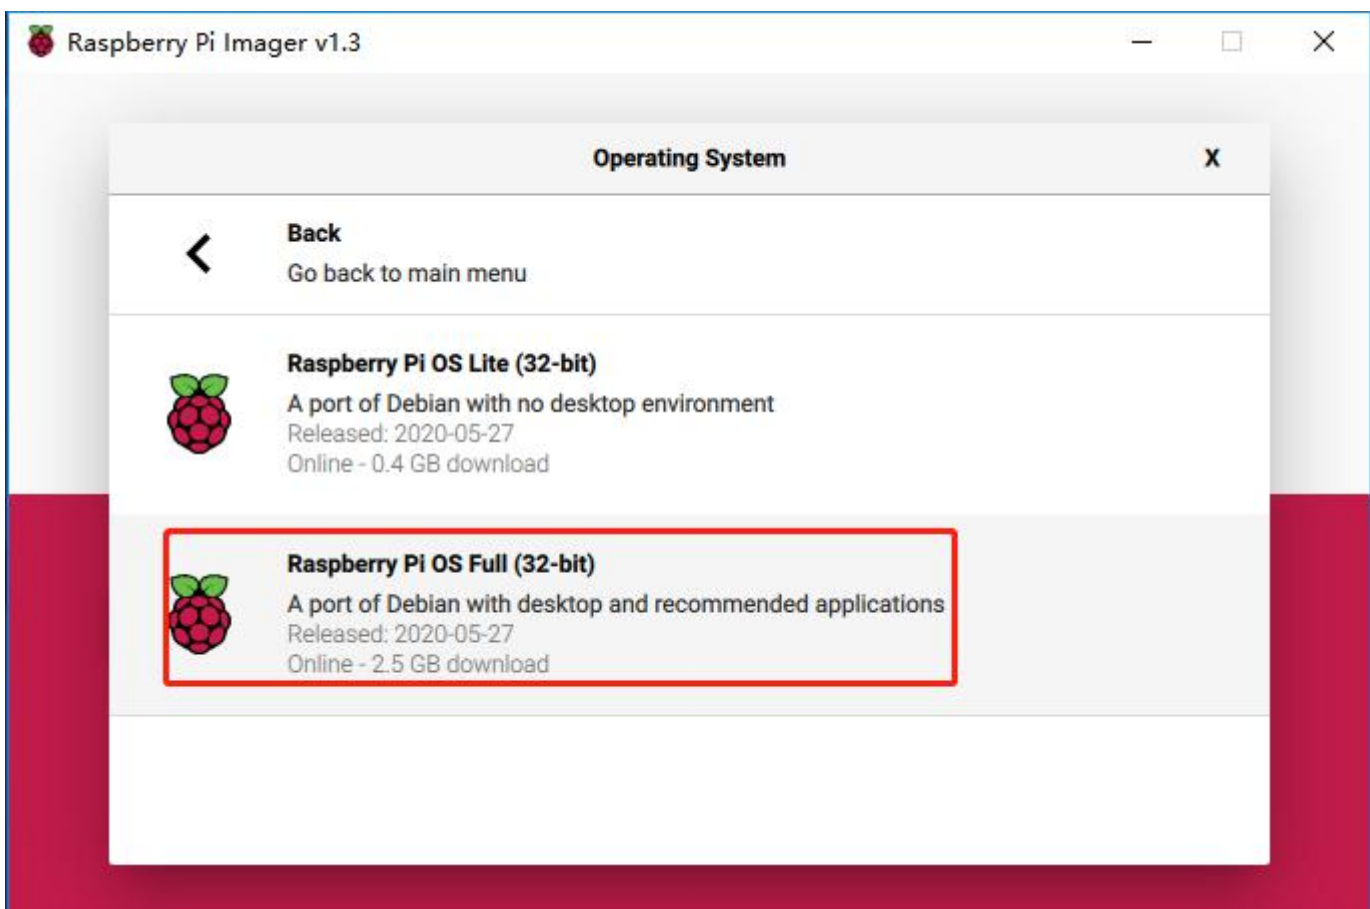 Raspberry Pi Imager v1.3
Operating System X
Back
Go back to main menu
Raspberry Pi OS Lite (32-bit)
A port of Debian with no desktop environment
Released: 2020-05-27
Online - 0.4 GB download
Raspberry Pi OS Full (32-bit)
A port of Debian with desktop and recommended applications
Released: 2020-05-27
Online - 2.5 GB download